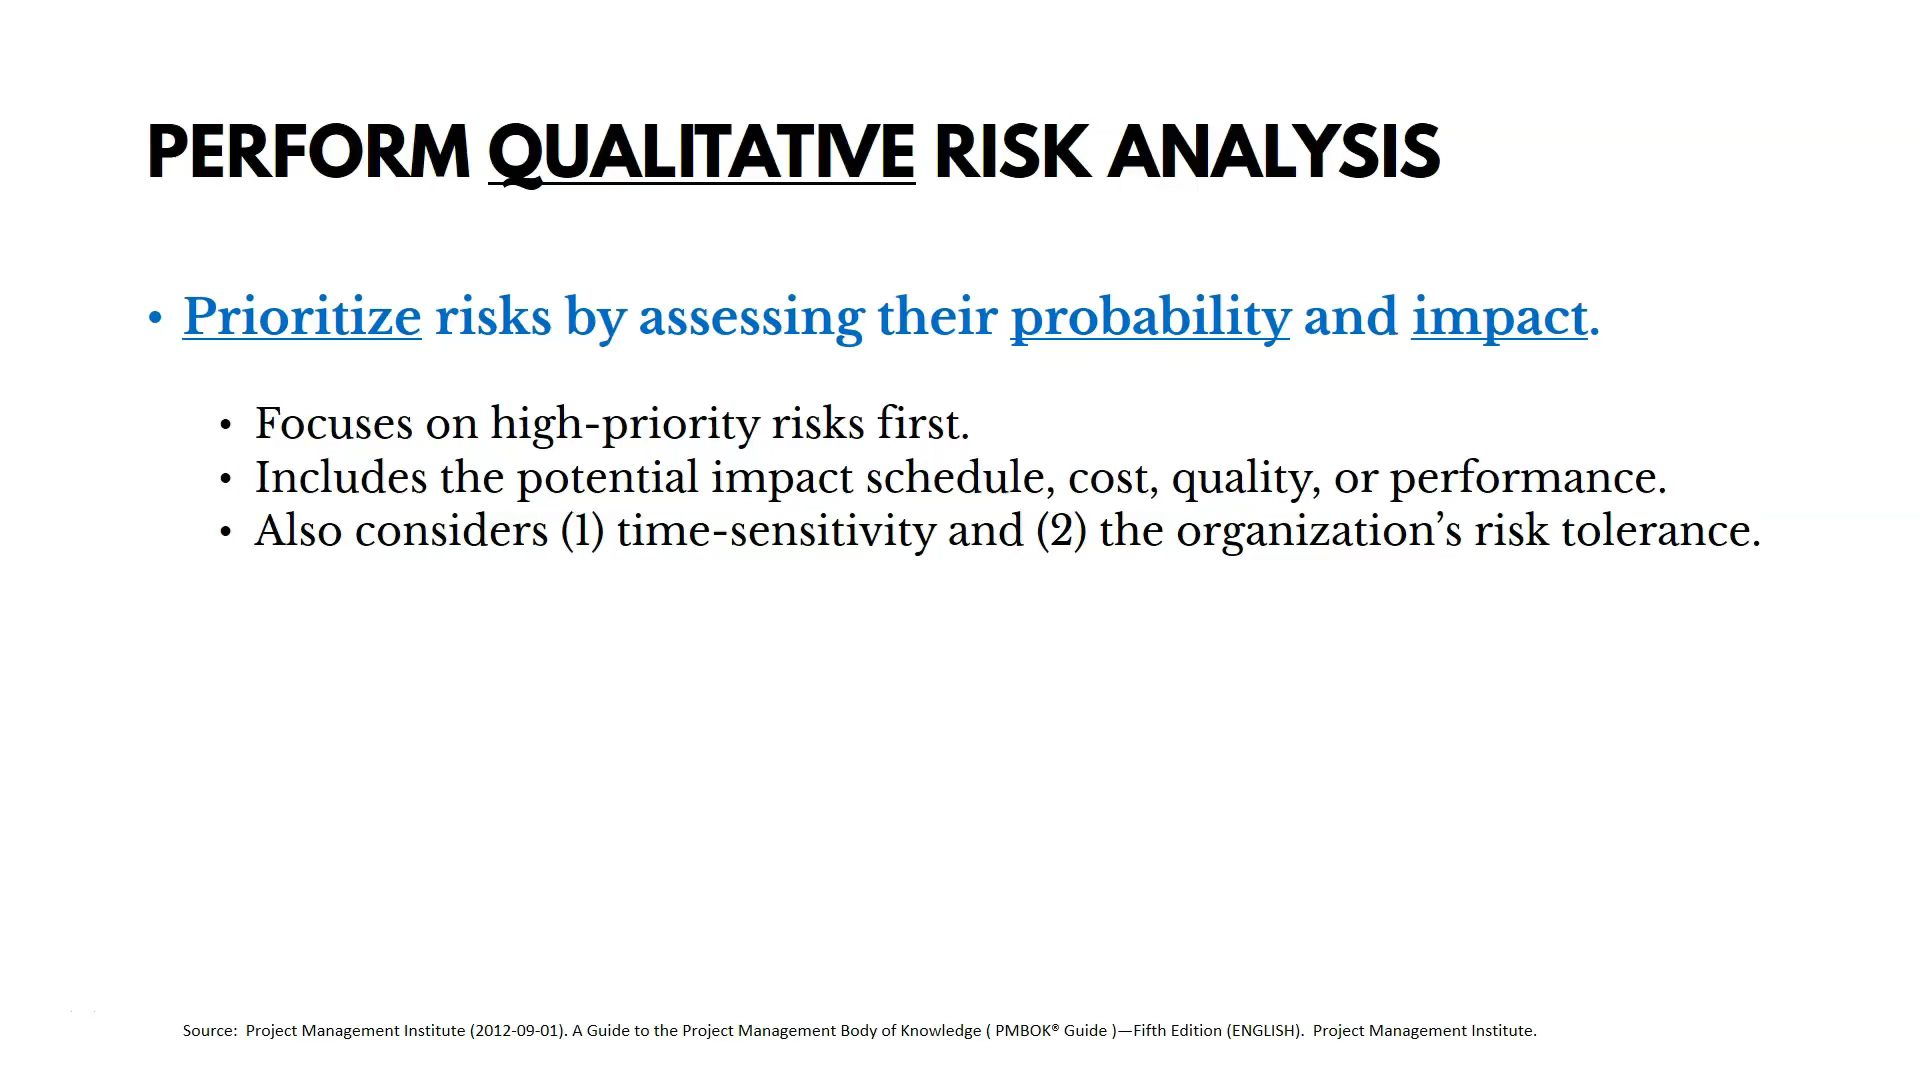 PERFORM QUALITATIVE RISK ANALYSIS
• Prioritize risks by assessing their probability and impact.
• Focuses on high-priority risks first.
• Includes the potential impact schedule, cost, quality, or performance.
• Also considers (1) time-sensitivity and (2) the organization’s risk tolerance.
Source:  Project Management Institute (2012-09-01). A Guide to the Project Management Body of Knowledge ( PMBOK® Guide )—Fifth Edition (ENGLISH).  Project Management Institute.